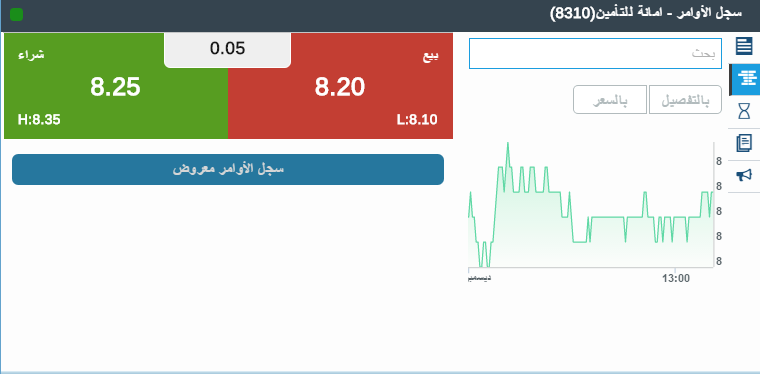 سجل الأوامر - امانة للتأمين(8310)
شراء
0.05
بيع
8.25
8.20
H:8.35
L:8.10
سجل الأوامر معروض
بحث
بالتفصيل
بالسعر
8
8
8
8
8
ديسمبر
13:00